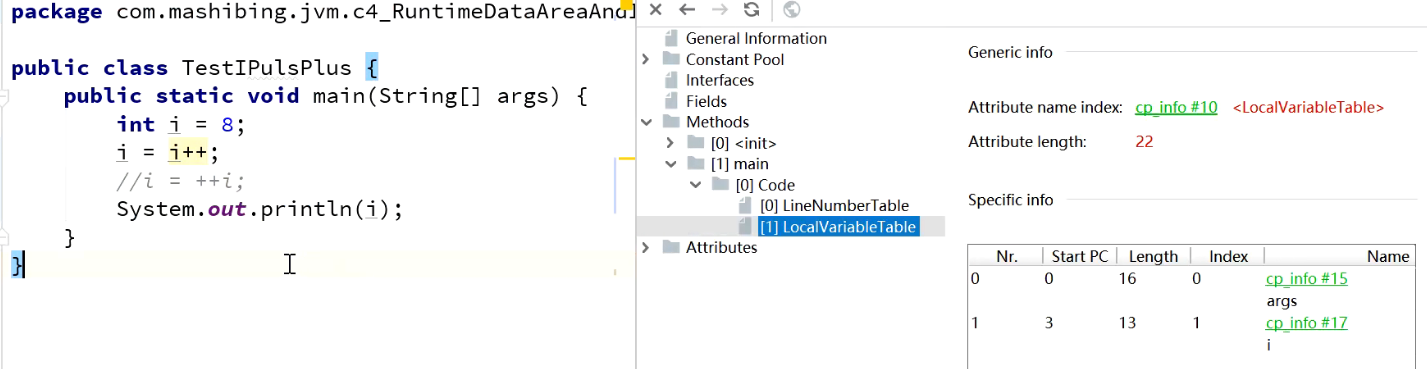 package com.mashibing.jvm.c4_RuntimeDataAreaAnd
public class TestIPulsPlus {
public static void main(String[] args) {
int i = 8;
i = i++;
//i = ++i;
System.out.println(i);
}
}
General Information
Constant Pool
Interfaces
Fields
Methods
[0] <init>
[1] main
[0] Code
[0] LineNumberTable
[1] LocalVariableTable
Attributes
Generic info
Attribute name index: cp_info #10 <LocalVariableTable>
Attribute length: 22
Specific info
Nr. Start PC Length Index Name
0 0 16 0 cp_info #15
args
1 3 13 1 cp_info #17
i